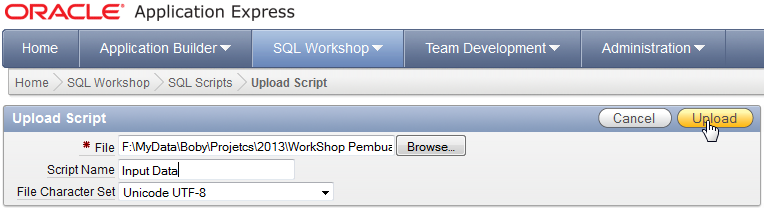 ORACLE Application Express
Home Application Builder SQL Workshop Team Development Administration
Home SQL Workshop SQL Scripts Upload Script
Upload Script Cancel Upload
* File F:\MyData\Boby\Projetcs\2013\WorkShop Pembua Browse...
Script Name Input Data
File Character Set Unicode UTF-8